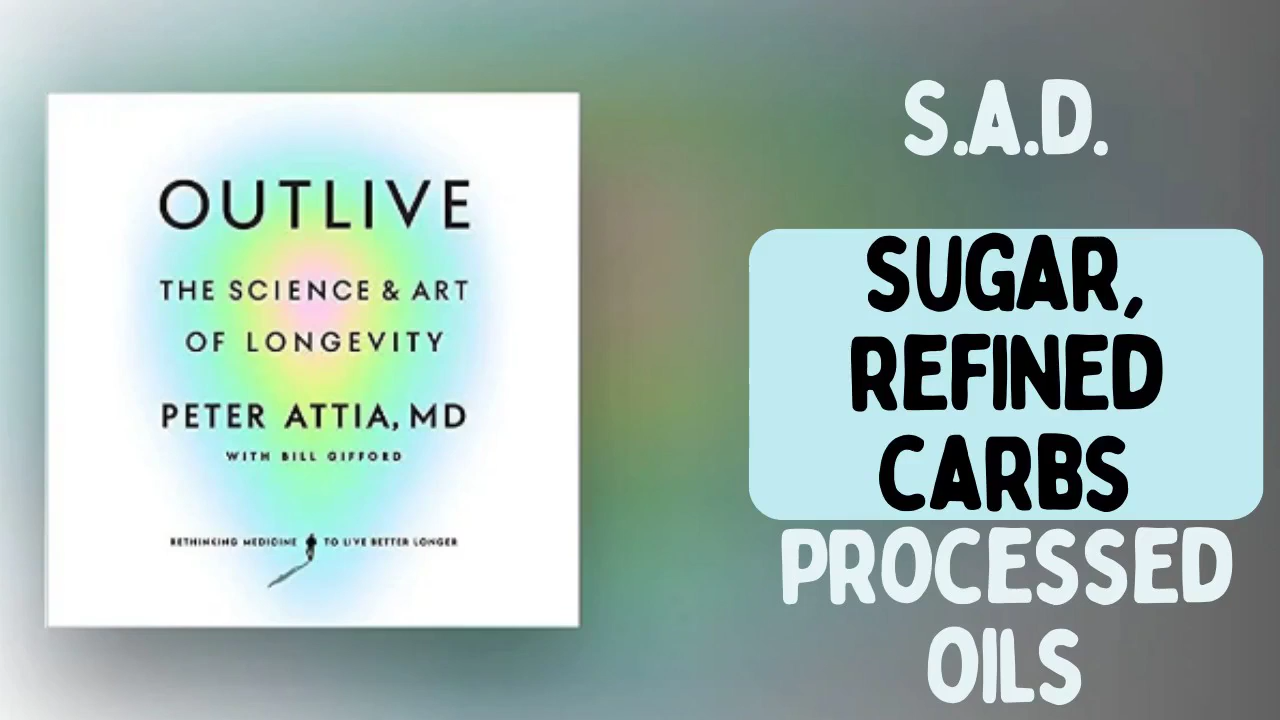 OUTLIVE
THE SCIENCE & ART
OF LONGEVITY
PETER ATTIA, MD
WITH BILL GIFFORD
RETHINKING MEDICINE TO LIVE BETTER LONGER
S.A.D.
SUGAR,
REFINED
CARBS
PROCESSED
OILS